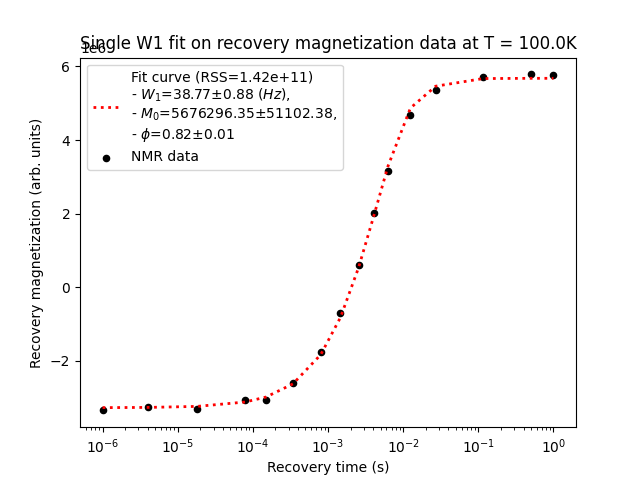 Single W1 fit on recovery magnetization data at T = 100.0K
1e6
Fit curve (RSS=1.42e+11)
- W₁=38.77±0.88 (Hz),
- M₀=5676296.35±51102.38,
- ϕ=0.82±0.01
NMR data
6
4
2
0
−2
Recovery magnetization (arb. units)
10⁻⁶ 10⁻⁵ 10⁻⁴ 10⁻³ 10⁻² 10⁻¹ 10⁰
Recovery time (s)